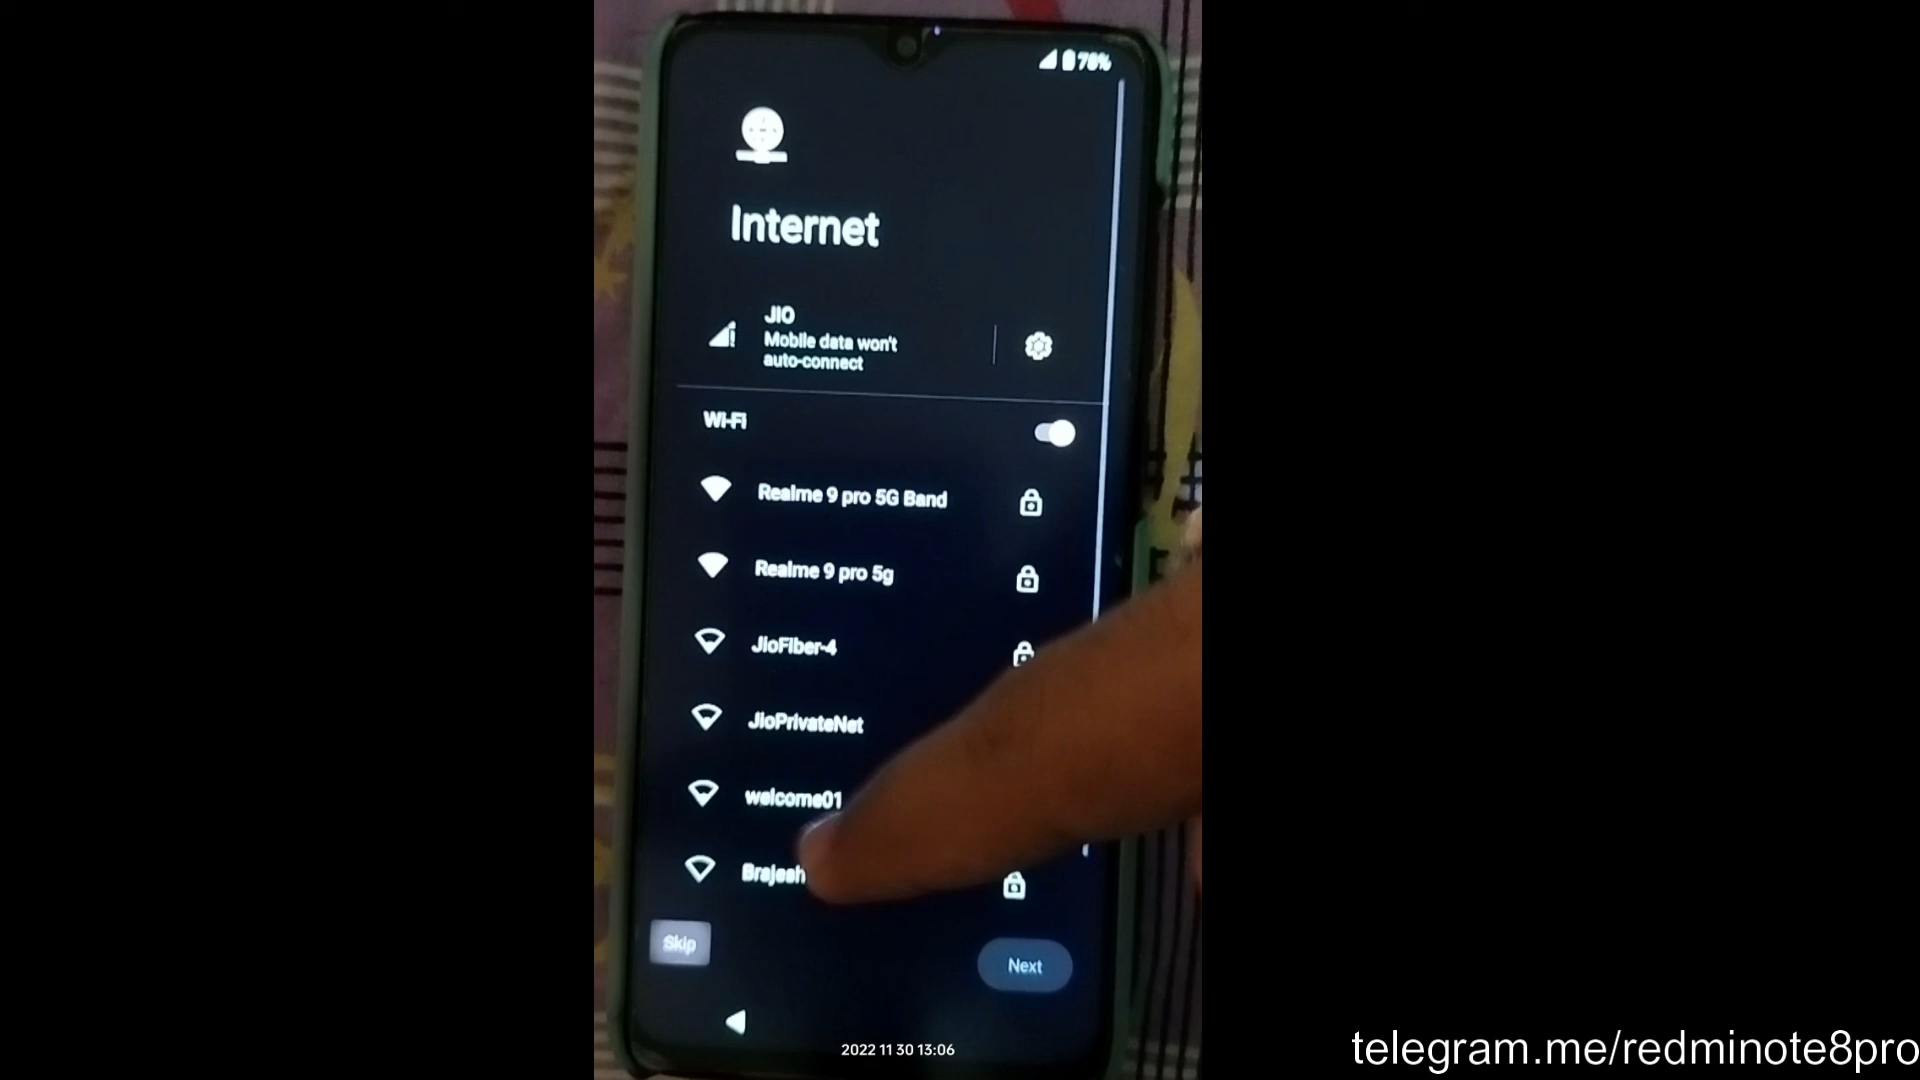 78%
Internet
JIO
Mobile data won't
auto-connect
Wi-Fi
Realme 9 pro 5G Band
Realme 9 pro 5g
JioFiber-4
JioPrivateNet
welcome01
Brajesh
Skip
Next
2022 11 30 13:06
telegram.me/redminote8pro